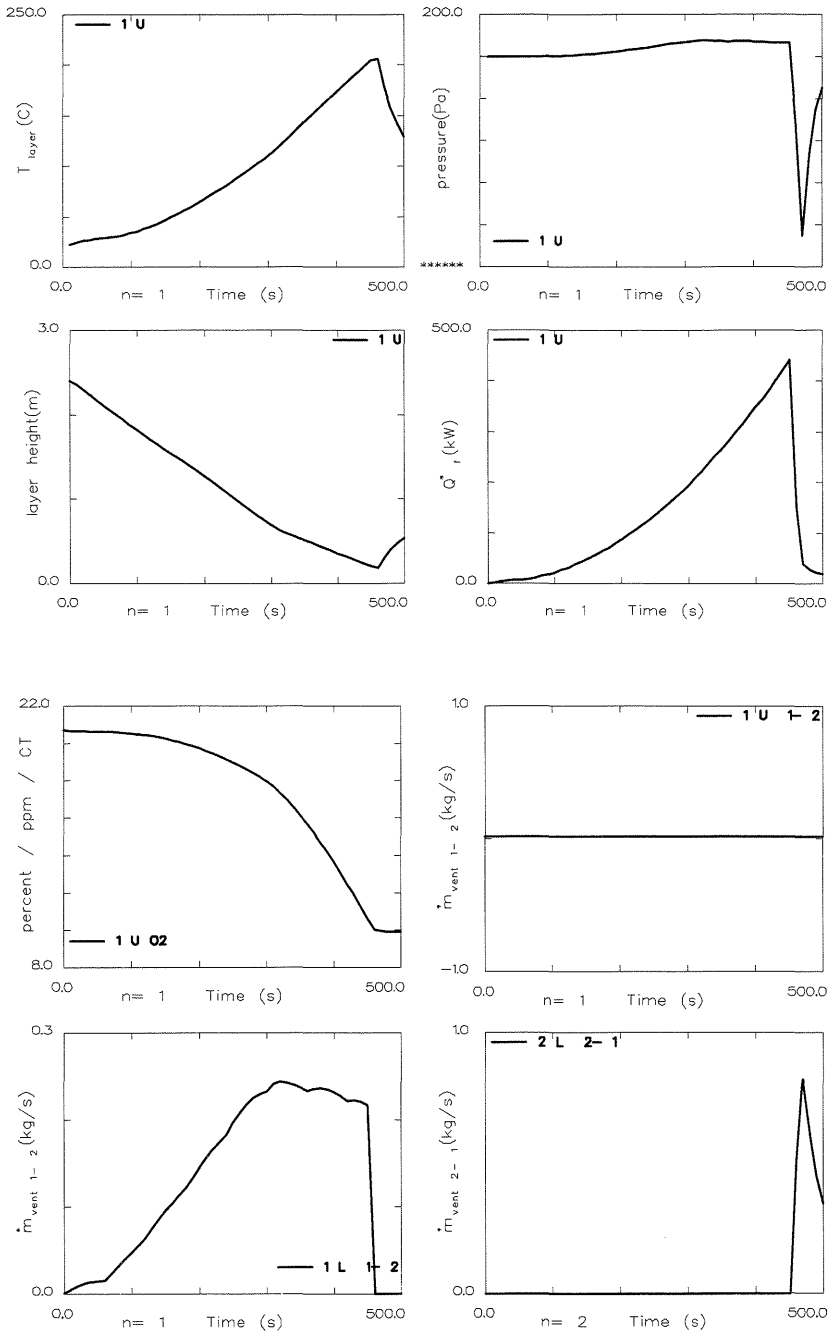 250.0
1 U
T layer (C)
0.0
0.0
500.0
n= 1 Time (s)
200.0
pressure(Pa)
1 U
******
0.0
500.0
n= 1 Time (s)
3.0
1 U
layer height(m)
0.0
0.0
500.0
n= 1 Time (s)
500.0
1 U
Q* f (kW)
0.0
0.0
500.0
n= 1 Time (s)
22.0
percent / ppm / CT
1 U O2
8.0
0.0
500.0
n= 1 Time (s)
1.0
1 U 1- 2
m* vent 1- 2 (kg/s)
-1.0
0.0
500.0
n= 1 Time (s)
0.3
m* vent 1- 2 (kg/s)
1 L 1- 2
0.0
0.0
500.0
n= 1 Time (s)
1.0
2 L 2- 1
m* vent 2- 1 (kg/s)
0.0
0.0
500.0
n= 2 Time (s)